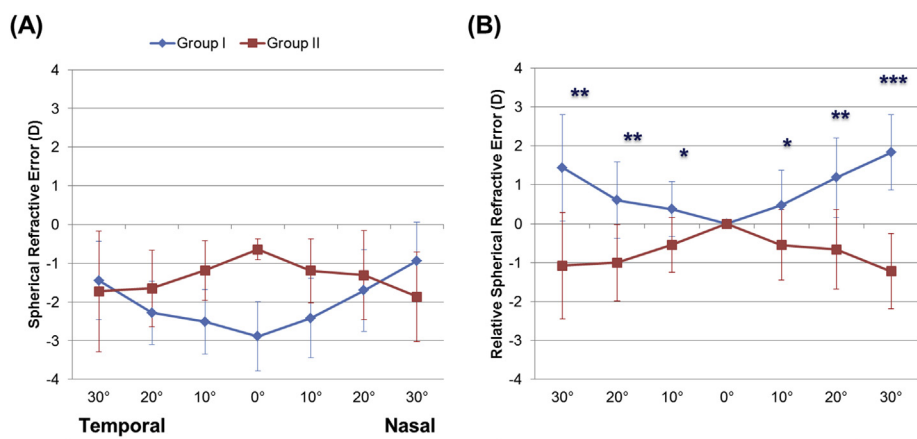 (A)
Group I
Group II
Spherical Refractive Error (D)
4
3
2
1
0
-1
-2
-3
-4
30° 20° 10° 0° 10° 20° 30°
Temporal Nasal
(B)
Relative Spherical Refractive Error (D)
4
3
2
1
0
-1
-2
-3
-4
** ** * * ** ***
30° 20° 10° 0° 10° 20° 30°